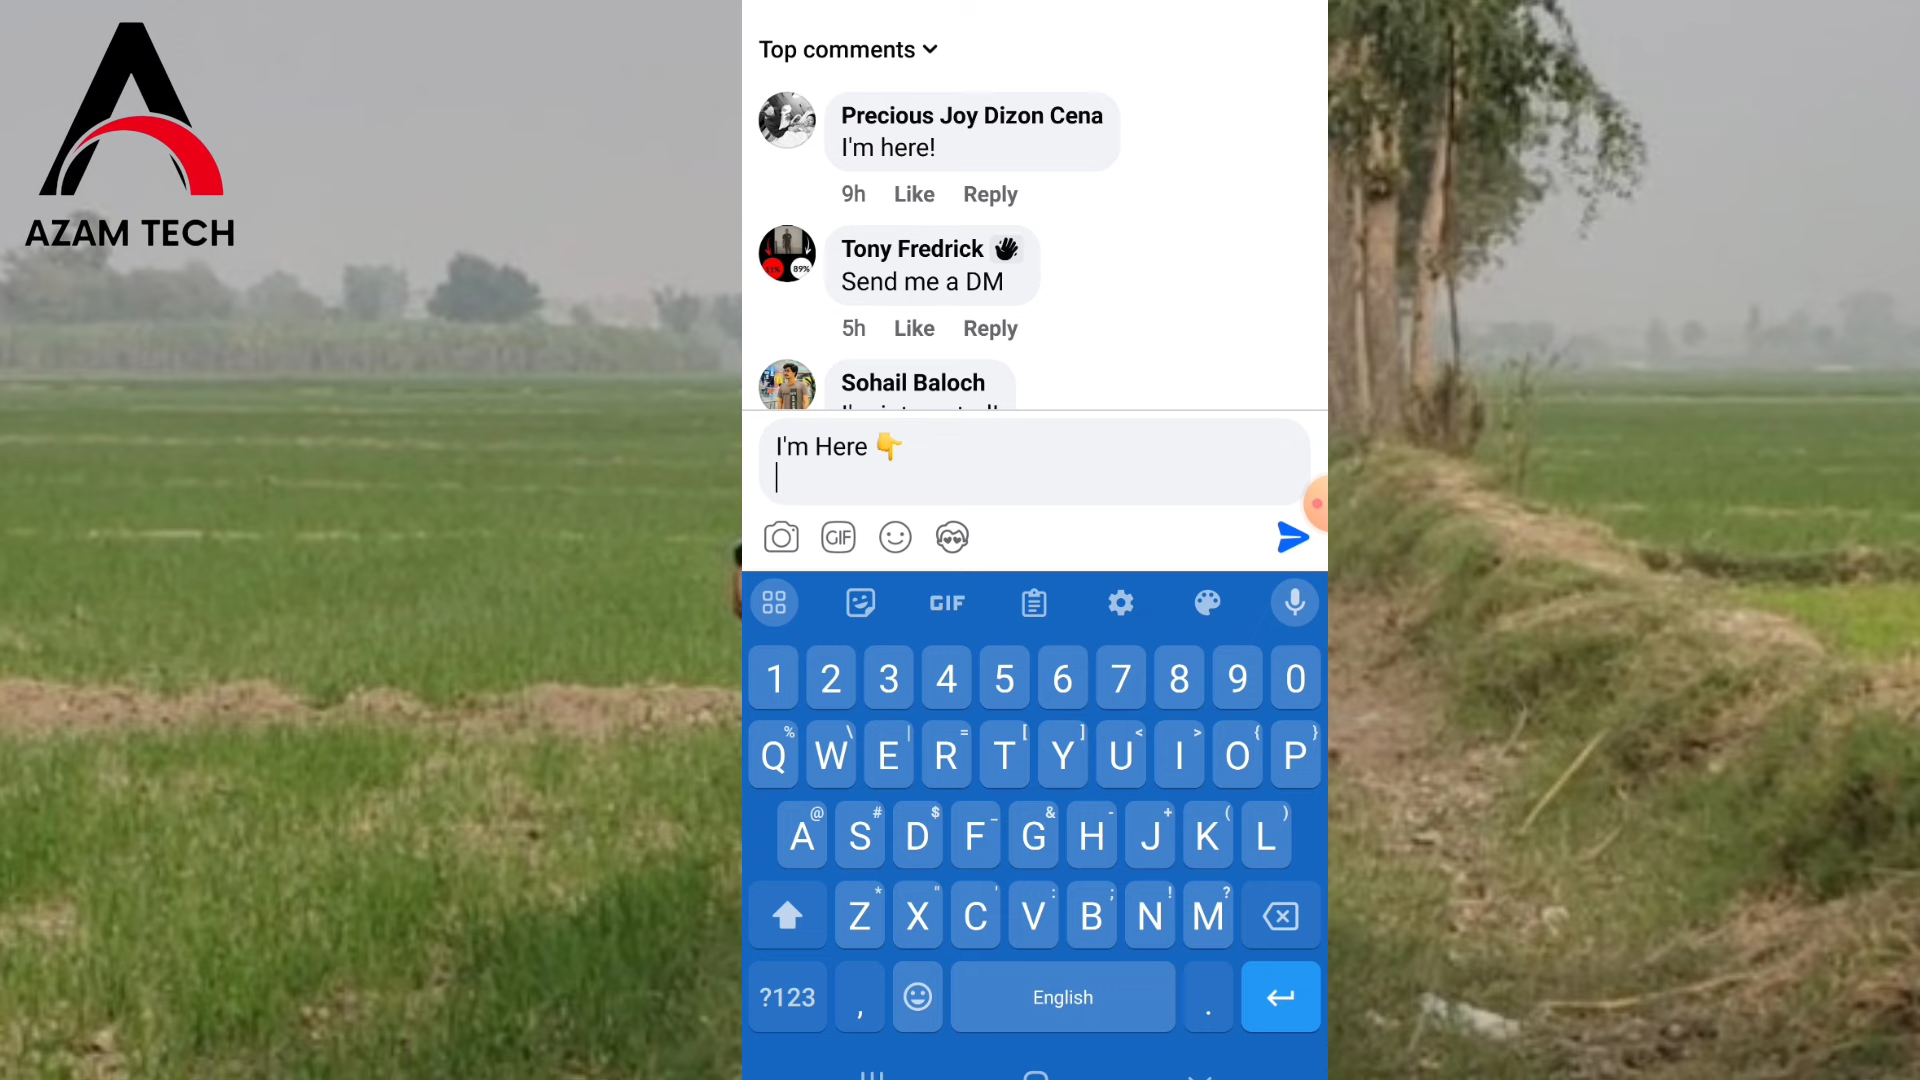 AZAM TECH
Top comments
Precious Joy Dizon Cena
I'm here!
9h Like Reply
89%
Tony Fredrick
Send me a DM
5h Like Reply
Sohail Baloch
I'm Here 👇
GIF
GIF
1 2 3 4 5 6 7 8 9 0
% \ | = [ ] < > { }
Q W E R T Y U I O P
@ # $ _ & - + ( )
A S D F G H J K L
* " ' : ; ! ?
Z X C V B N M
?123 , English .